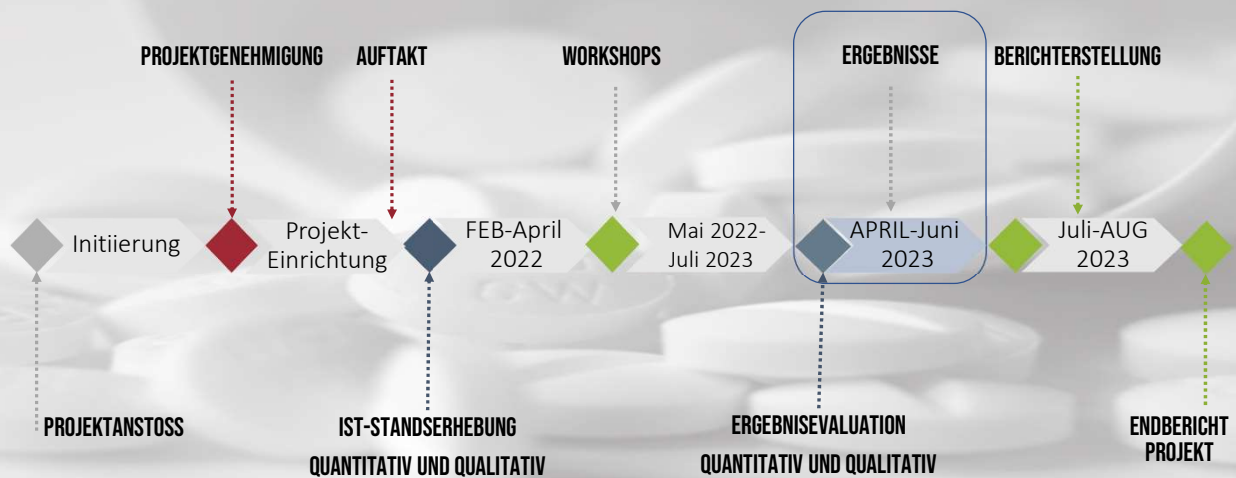 PROJEKTGENEHMIGUNG
AUFTAKT
WORKSHOPS
ERGEBNISSE
BERICHTERSTELLUNG
Initiierung
Projekt-
Einrichtung
FEB-April
2022
Mai 2022-
Juli 2023
APRIL-Juni
2023
Juli-AUG
2023
GW
PROJEKTANSTOSS
IST-STANDSERHEBUNG
QUANTITATIV UND QUALITATIV
ERGEBNISEVALUATION
QUANTITATIV UND QUALITATIV
ENDBERICHT
PROJEKT